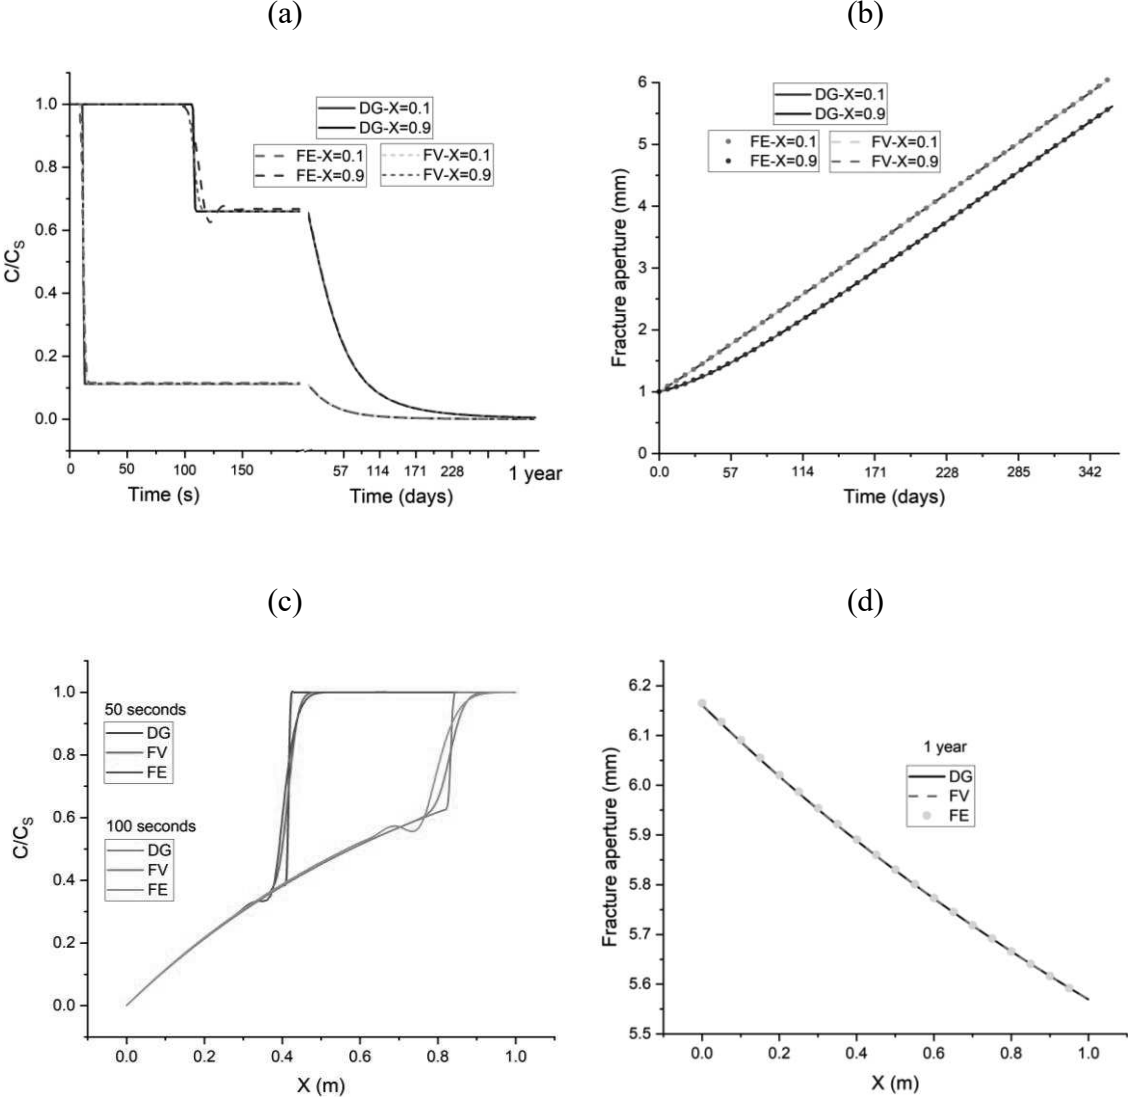 (a)
DG-X=0.1
DG-X=0.9
FE-X=0.1 FV-X=0.1
FE-X=0.9 FV-X=0.9
C/CS
1.0
0.8
0.6
0.4
0.2
0.0
0 50 100 150 57 114 171 228 1 year
Time (s) Time (days)
(b)
DG-X=0.1
DG-X=0.9
FE-X=0.1 FV-X=0.1
FE-X=0.9 FV-X=0.9
Fracture aperture (mm)
6
5
4
3
2
1
0
0.0 57 114 171 228 285 342
Time (days)
(c)
50 seconds
DG
FV
FE
100 seconds
DG
FV
FE
C/CS
1.0
0.8
0.6
0.4
0.2
0.0
0.0 0.2 0.4 0.6 0.8 1.0
X (m)
(d)
1 year
DG
FV
FE
Fracture aperture (mm)
6.2
6.1
6.0
5.9
5.8
5.7
5.6
5.5
0.0 0.2 0.4 0.6 0.8 1.0
X (m)